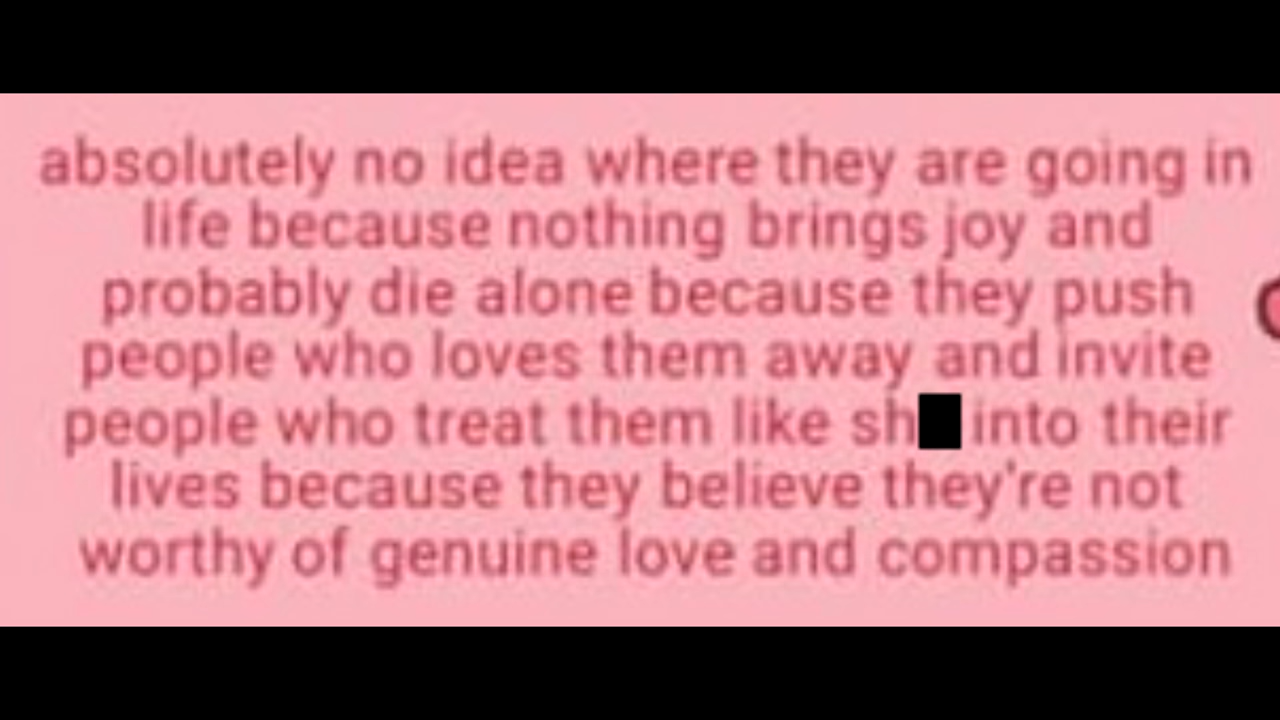 absolutely no idea where they are going in
life because nothing brings joy and
probably die alone because they push
people who loves them away and invite
people who treat them like sh into their
lives because they believe they're not
worthy of genuine love and compassion